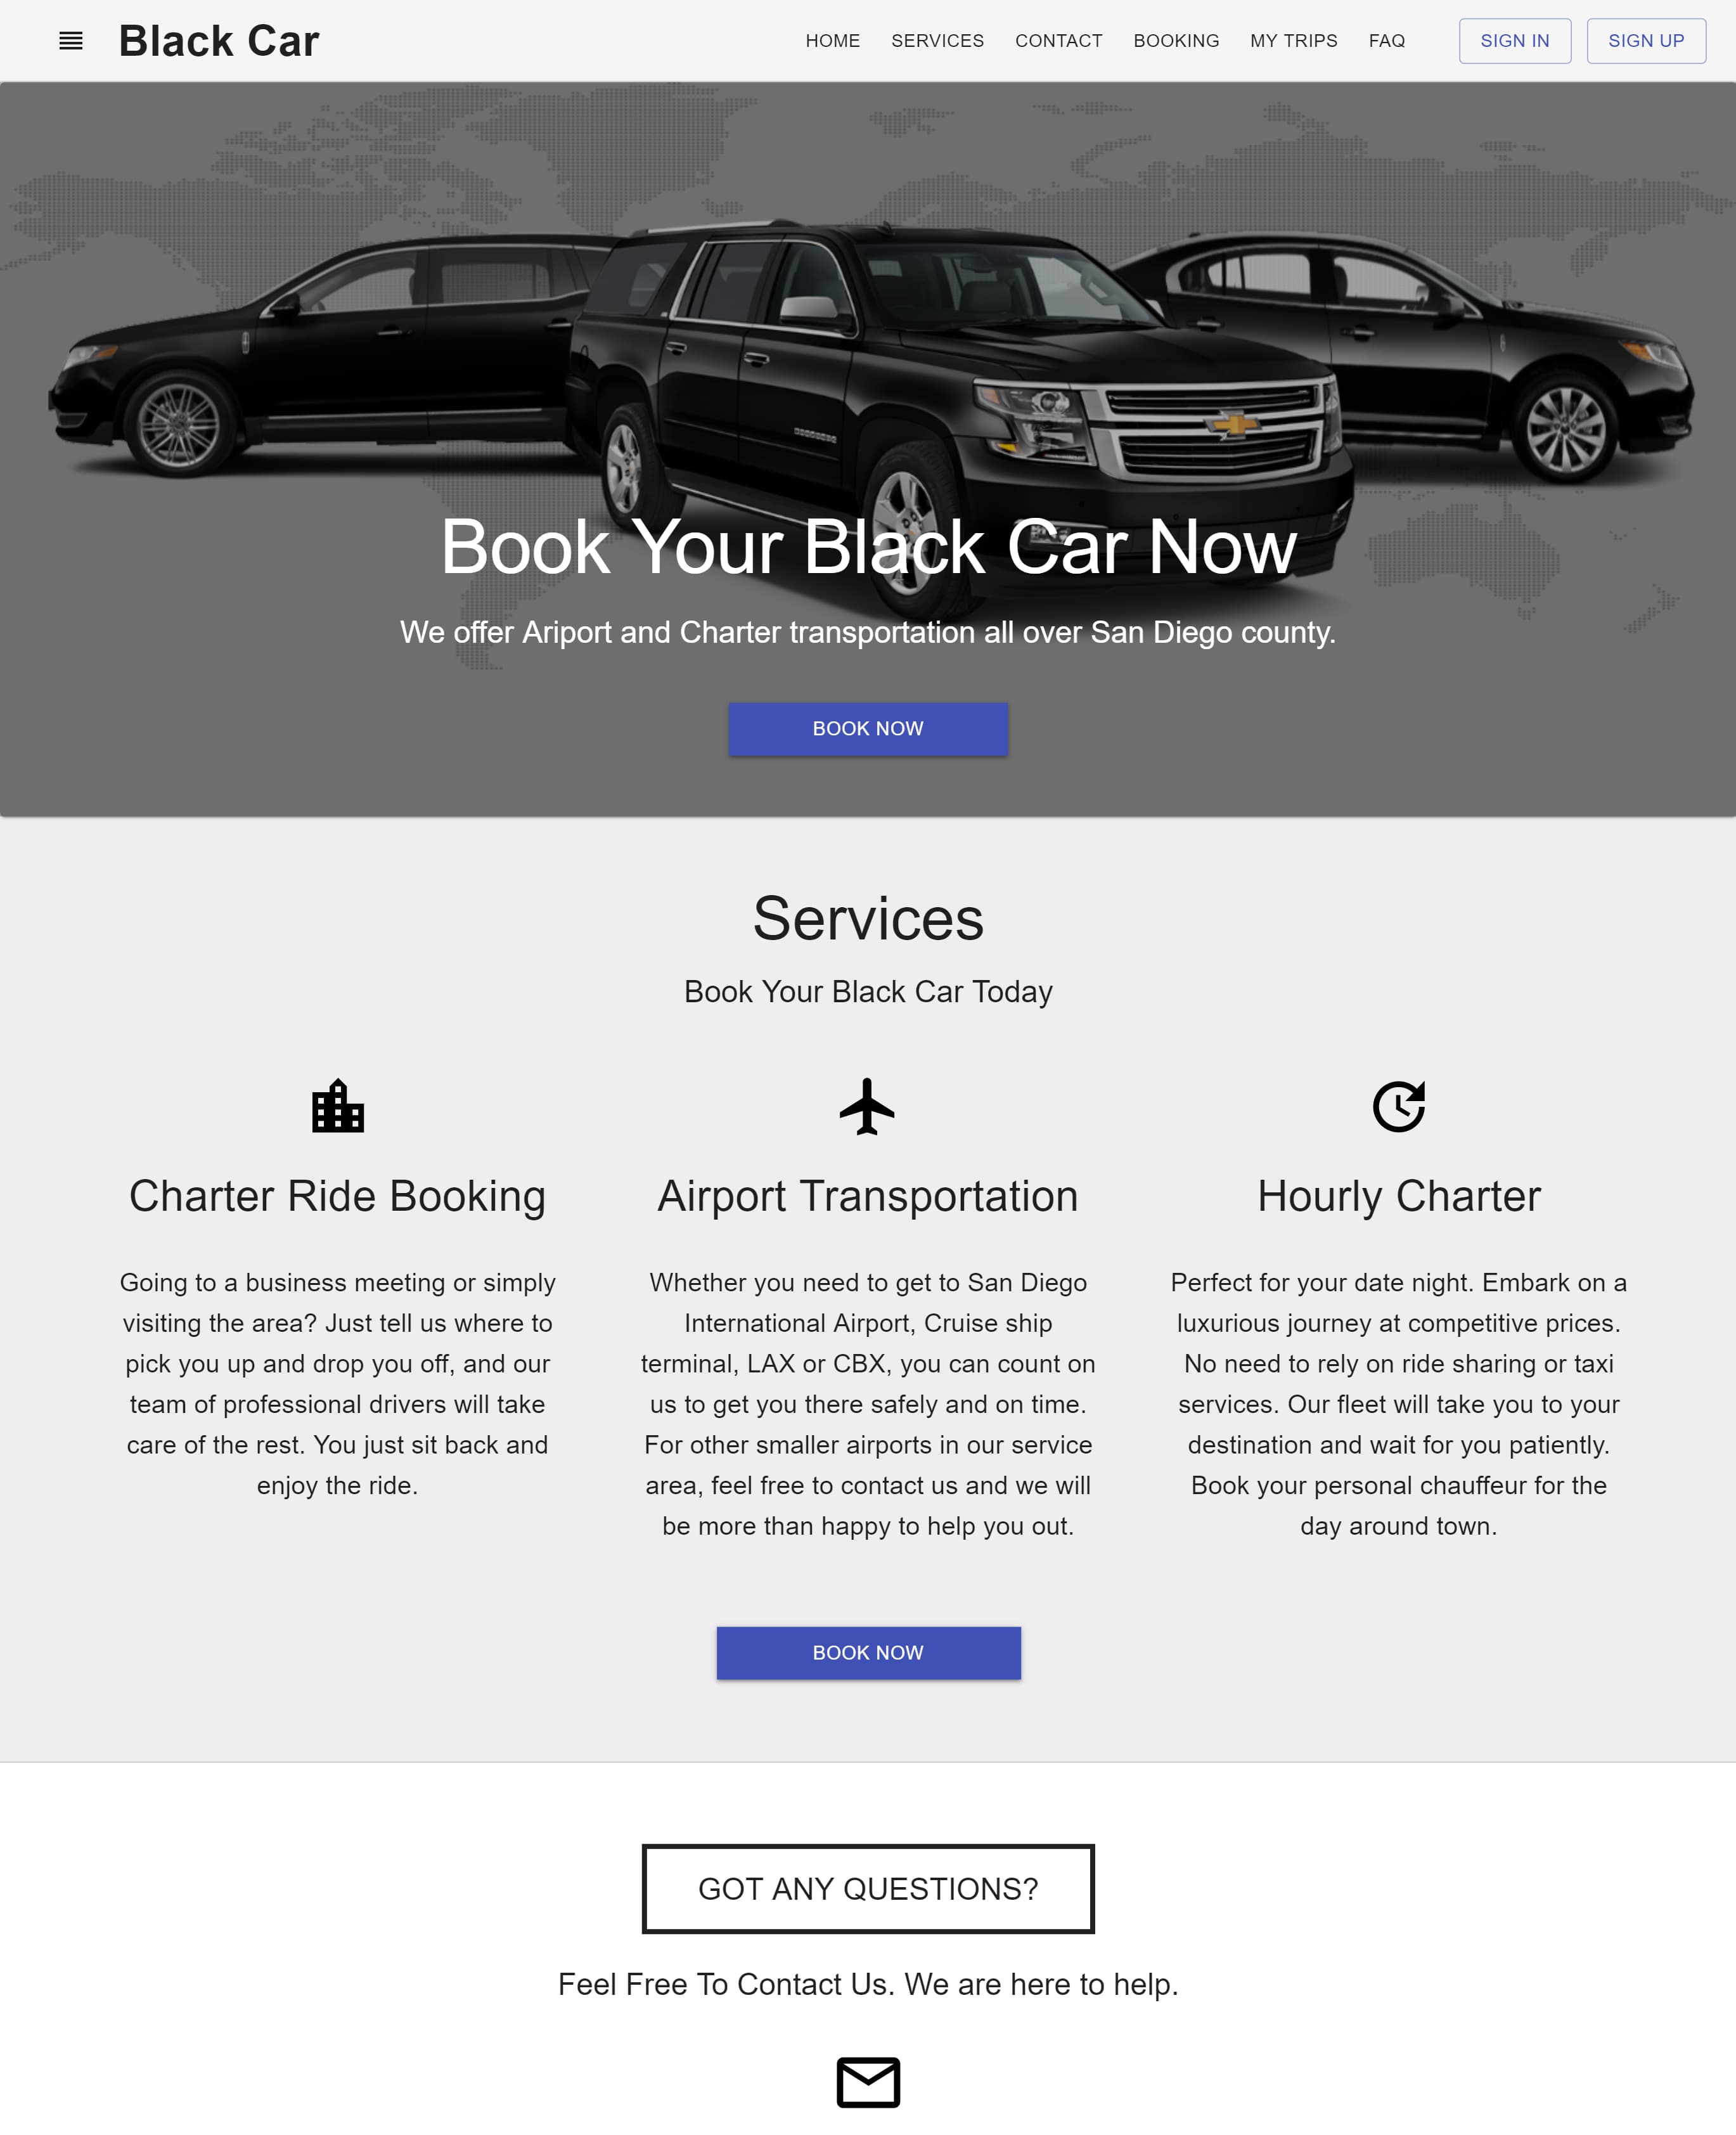 Black Car
HOME SERVICES CONTACT BOOKING MY TRIPS FAQ SIGN IN SIGN UP
Book Your Black Car Now
We offer Ariport and Charter transportation all over San Diego county.
BOOK NOW
Services
Book Your Black Car Today
Charter Ride Booking
Going to a business meeting or simply
visiting the area? Just tell us where to
pick you up and drop you off, and our
team of professional drivers will take
care of the rest. You just sit back and
enjoy the ride.
Airport Transportation
Whether you need to get to San Diego
International Airport, Cruise ship
terminal, LAX or CBX, you can count on
us to get you there safely and on time.
For other smaller airports in our service
area, feel free to contact us and we will
be more than happy to help you out.
Hourly Charter
Perfect for your date night. Embark on a
luxurious journey at competitive prices.
No need to rely on ride sharing or taxi
services. Our fleet will take you to your
destination and wait for you patiently.
Book your personal chauffeur for the
day around town.
BOOK NOW
GOT ANY QUESTIONS?
Feel Free To Contact Us. We are here to help.